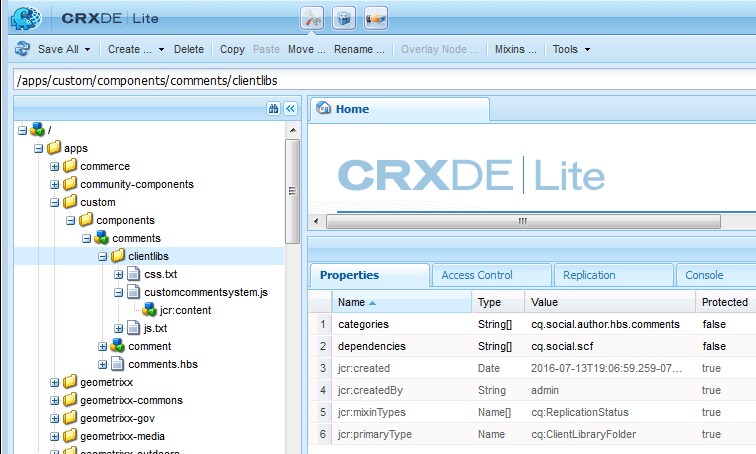 CRXDE | Lite
Save All Create ... Delete Copy Paste Move ... Rename ... Overlay Node ... Mixins ... Tools
/apps/custom/components/comments/clientlibs
/
apps
commerce
community-components
custom
components
comments
clientlibs
css.txt
customcommentsystem.js
jcr:content
js.txt
comment
comments.hbs
geometrixx
geometrixx-commons
geometrixx-gov
geometrixx-media
geometrixx-outdoors
Home
CRXDE | Lite
Properties Access Control Replication Console
Name Type Value Protected
1 categories String[] cq.social.author.hbs.comments false
2 dependencies String[] cq.social.scf false
3 jcr:created Date 2016-07-13T19:06:59.259-07... true
4 jcr:createdBy String admin true
5 jcr:mixinTypes Name[] cq:ReplicationStatus true
6 jcr:primaryType Name cq:ClientLibraryFolder true